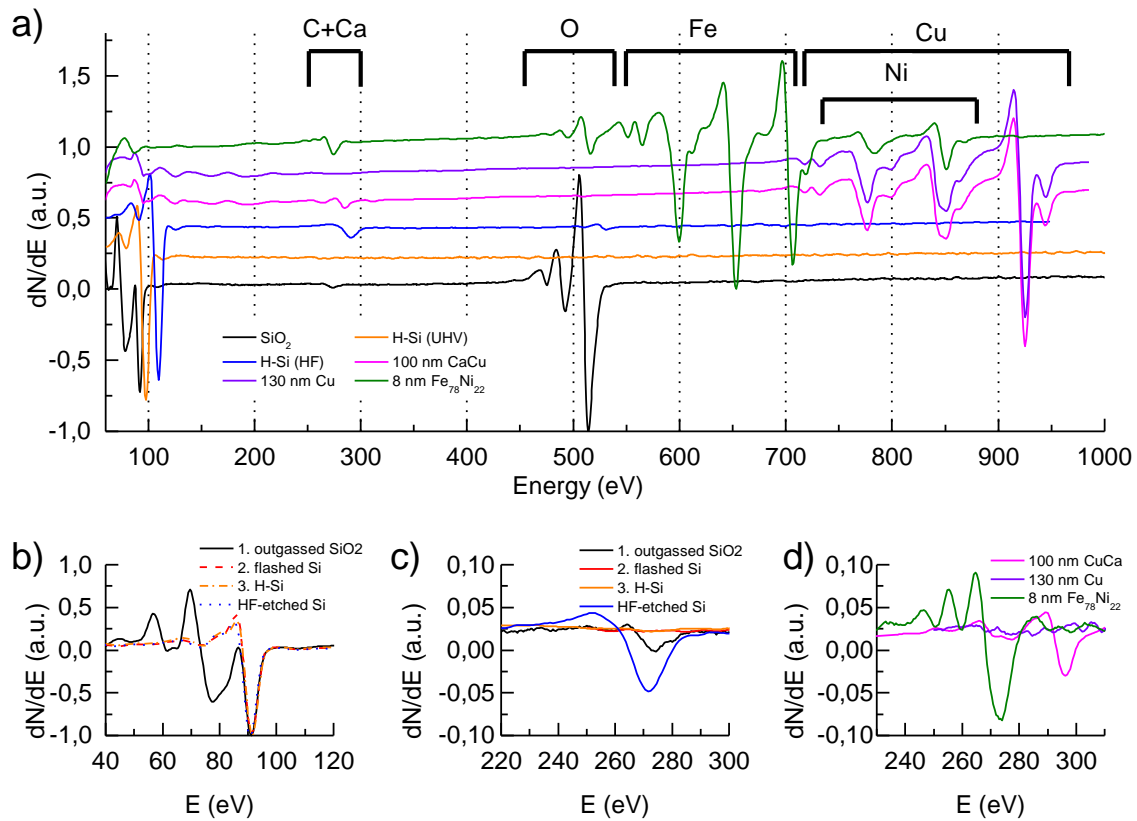 a)
C+Ca
O
Fe
Cu
Ni
1,5
1,0
0,5
0,0
-0,5
-1,0
dN/dE (a.u.)
SiO2
H-Si (UHV)
H-Si (HF)
100 nm CaCu
130 nm Cu
8 nm Fe78Ni22
100 200 300 400 500 600 700 800 900 1000
Energy (eV)
b)
1. outgassed SiO2
2. flashed Si
3. H-Si
HF-etched Si
1,0
0,5
0,0
-0,5
-1,0
dN/dE (a.u.)
40 60 80 100 120
E (eV)
c)
1. outgassed SiO2
2. flashed Si
3. H-Si
HF-etched Si
0,10
0,05
0,00
-0,05
-0,10
dN/dE (a.u.)
220 240 260 280 300
E (eV)
d)
100 nm CuCa
130 nm Cu
8 nm Fe78Ni22
0,10
0,05
0,00
-0,05
-0,10
dN/dE (a.u.)
240 260 280 300
E (eV)